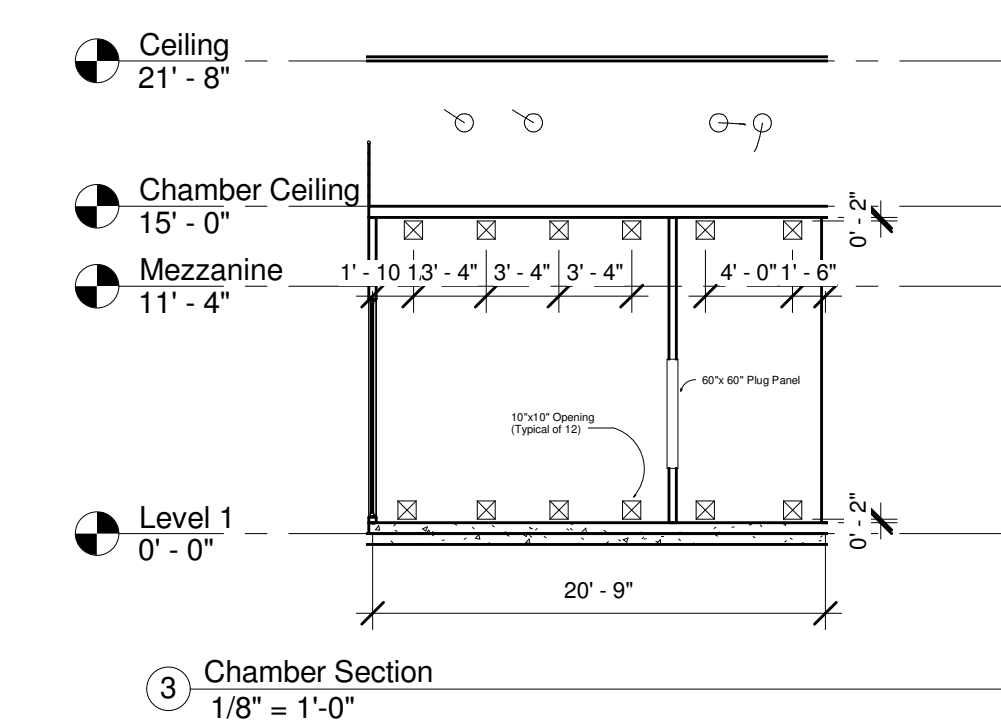 Ceiling
21' - 8"
Chamber Ceiling
15' - 0"
0' - 2"
Mezzanine
11' - 4"
1' - 10 1
3' - 4"
3' - 4"
3' - 4"
4' - 0"
1' - 6"
60"x 60" Plug Panel
10"x10" Opening
(Typical of 12)
Level 1
0' - 0"
0' - 2"
20' - 9"
3
Chamber Section
1/8" = 1'-0"